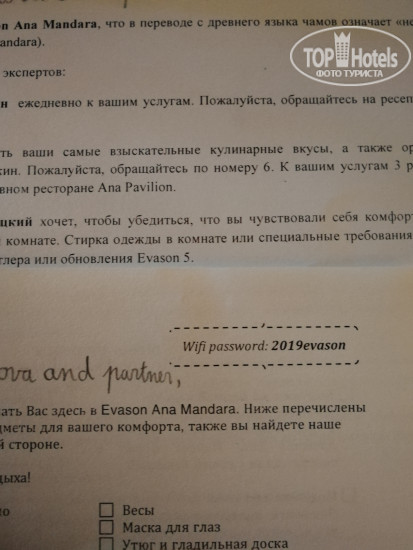 TOP Hotels
ФОТО ТУРИСТА
on Ana Mandara, что в переводе с древнего языка чамов означает «не
andara).
экспертов:
ежедневно к вашим услугам. Пожалуйста, обращайтесь на ресеп
ть ваши самые взыскательные кулинарные вкусы, а также ор
кин. Пожалуйста, обращайтесь по номеру 6. К вашим услугам 3 р
вном ресторане Ana Pavilion.
цкий хочет, чтобы убедиться, что вы чувствовали себя комфорт
й комнате. Стирка одежды в комнате или специальные требования
тлера или обновления Evason 5.
Wifi password: 2019evason
ova and partner,
ать Вас здесь в Evason Ana Mandara. Ниже перечислены
дметы для вашего комфорта, также вы найдете наше
й стороне.
дыха!
Весы
Маска для глаз
Утюг и гладильная доска